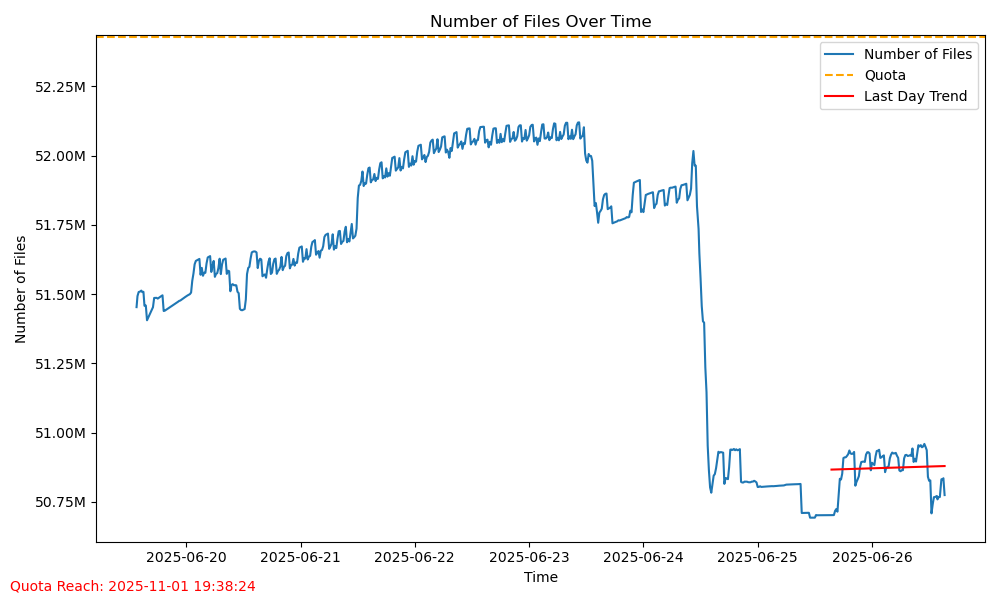 Number of Files Over Time
Number of Files
Quota
Last Day Trend
Number of Files
52.25M
52.00M
51.75M
51.50M
51.25M
51.00M
50.75M
2025-06-20
2025-06-21
2025-06-22
2025-06-23
2025-06-24
2025-06-25
2025-06-26
Time
Quota Reach: 2025-11-01 19:38:24